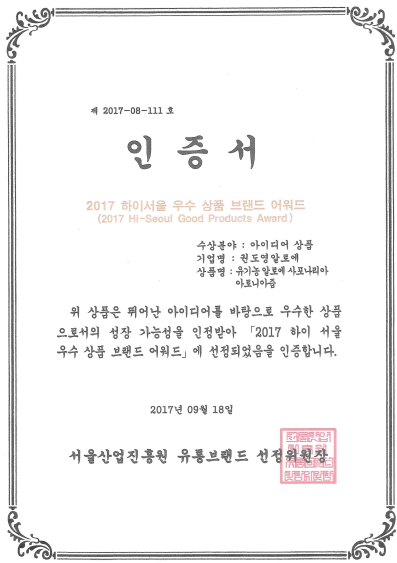 제 2017-08-111 호
인 증 서
2017 하이서울 우수 상품 브랜드 어워드
(2017 Hi-Seoul Good Products Award)
수상분야 : 아이디어 상품
기업명 : 권도영알로에
상품명 : 유기농알로에 사포나리아
아로니아즙
위 상품은 뛰어난 아이디어를 바탕으로 우수한 상품
으로서의 성장 가능성을 인정받아 「2017 하이 서울
우수 상품 브랜드 어워드」에 선정되었음을 인증합니다.
2017년 09월 18일
서울산업진흥원 유통브랜드 선정위원장